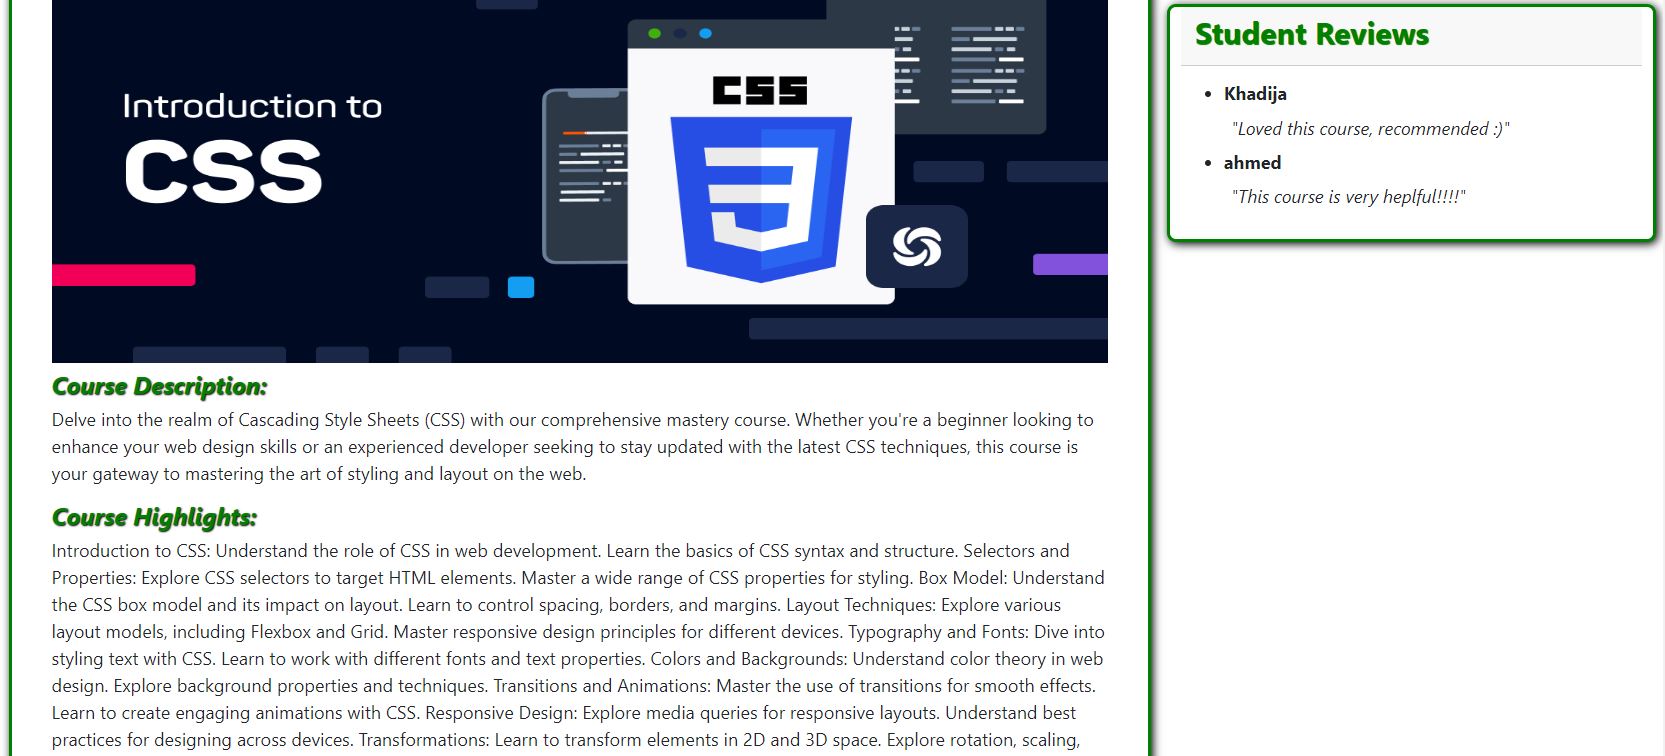 Introduction to
CSS
CSS
Course Description:
Delve into the realm of Cascading Style Sheets (CSS) with our comprehensive mastery course. Whether you're a beginner looking to
enhance your web design skills or an experienced developer seeking to stay updated with the latest CSS techniques, this course is
your gateway to mastering the art of styling and layout on the web.
Course Highlights:
Introduction to CSS: Understand the role of CSS in web development. Learn the basics of CSS syntax and structure. Selectors and
Properties: Explore CSS selectors to target HTML elements. Master a wide range of CSS properties for styling. Box Model: Understand
the CSS box model and its impact on layout. Learn to control spacing, borders, and margins. Layout Techniques: Explore various
layout models, including Flexbox and Grid. Master responsive design principles for different devices. Typography and Fonts: Dive into
styling text with CSS. Learn to work with different fonts and text properties. Colors and Backgrounds: Understand color theory in web
design. Explore background properties and techniques. Transitions and Animations: Master the use of transitions for smooth effects.
Learn to create engaging animations with CSS. Responsive Design: Explore media queries for responsive layouts. Understand best
practices for designing across devices. Transformations: Learn to transform elements in 2D and 3D space. Explore rotation, scaling,
Student Reviews
Khadija
"Loved this course, recommended :)"
ahmed
"This course is very heplful!!!!"